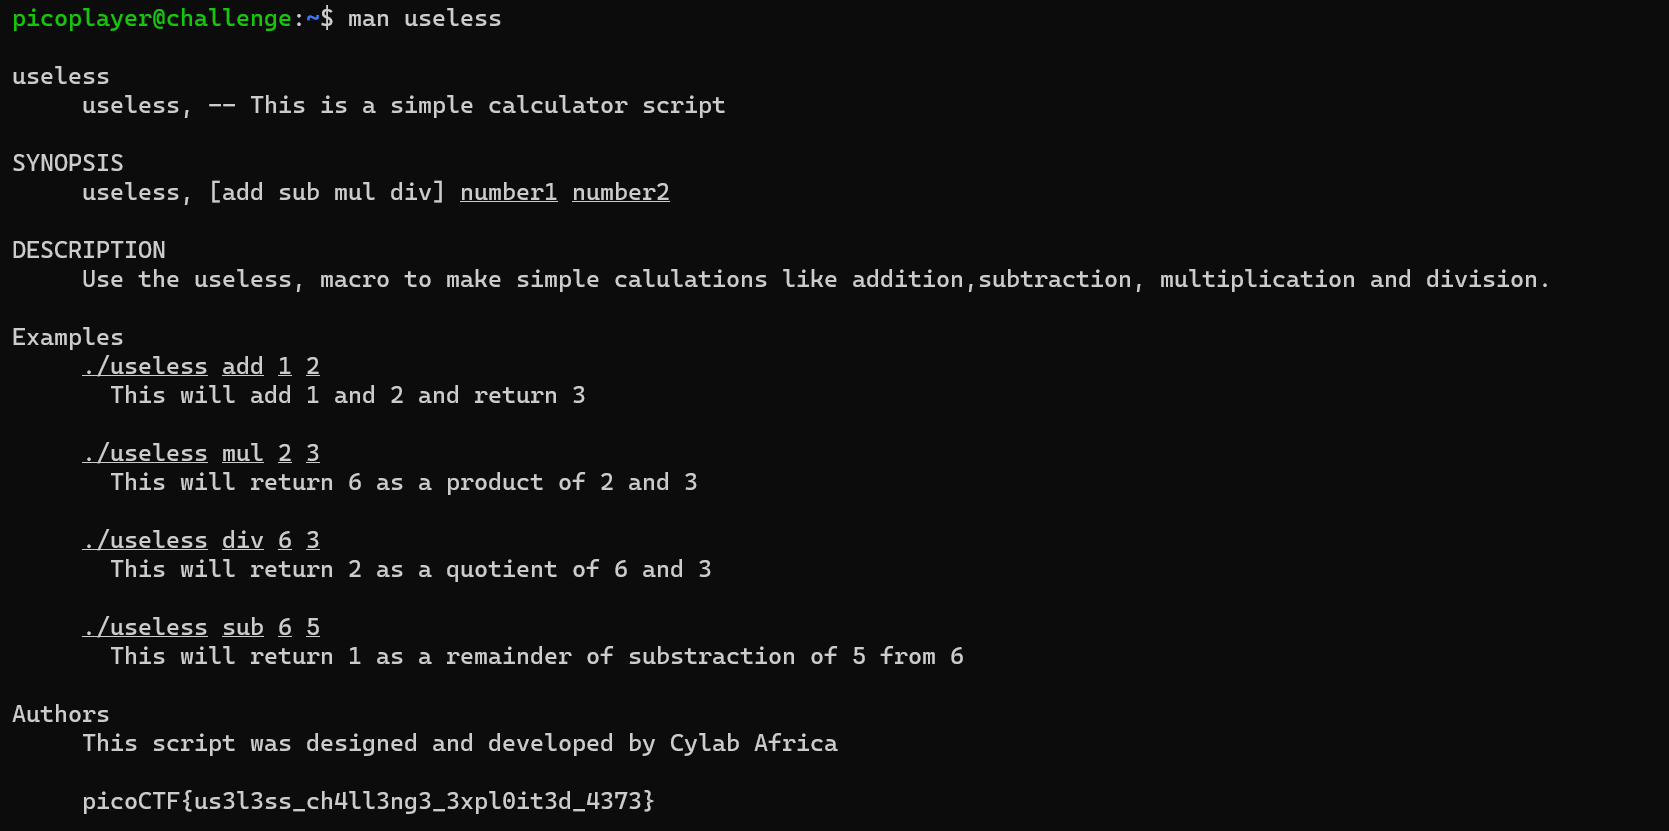 picoplayer@challenge:~$ man useless
useless
useless, -- This is a simple calculator script
SYNOPSIS
useless, [add sub mul div] number1 number2
DESCRIPTION
Use the useless, macro to make simple calulations like addition,subtraction, multiplication and division.
Examples
./useless add 1 2
This will add 1 and 2 and return 3
./useless mul 2 3
This will return 6 as a product of 2 and 3
./useless div 6 3
This will return 2 as a quotient of 6 and 3
./useless sub 6 5
This will return 1 as a remainder of substraction of 5 from 6
Authors
This script was designed and developed by Cylab Africa
picoCTF{us3l3ss_ch4ll3ng3_3xpl0it3d_4373}